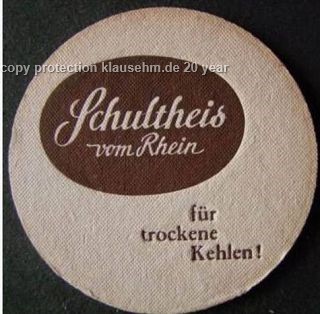 copy protection klausehm.de 20 year
Schultheis
vom Rhein
für
trockene
Kehlen!